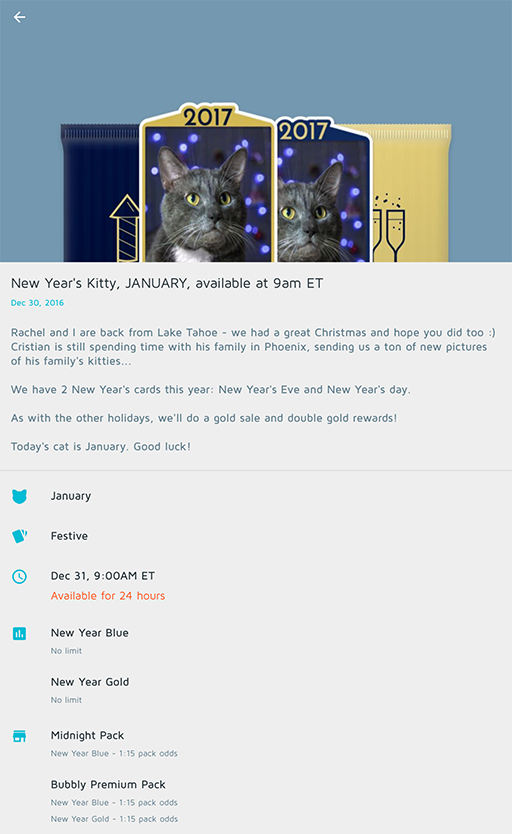 2017
2017
New Year's Kitty, JANUARY, available at 9am ET
Dec 30, 2016
Rachel and I are back from Lake Tahoe - we had a great Christmas and hope you did too :)
Cristian is still spending time with his family in Phoenix, sending us a ton of new pictures
of his family's kitties...
We have 2 New Year's cards this year: New Year's Eve and New Year's day.
As with the other holidays, we'll do a gold sale and double gold rewards!
Today's cat is January. Good luck!
January
Festive
Dec 31, 9:00AM ET
Available for 24 hours
New Year Blue
No limit
New Year Gold
No limit
Midnight Pack
New Year Blue - 1:15 pack odds
Bubbly Premium Pack
New Year Blue - 1:15 pack odds
New Year Gold - 1:15 pack odds